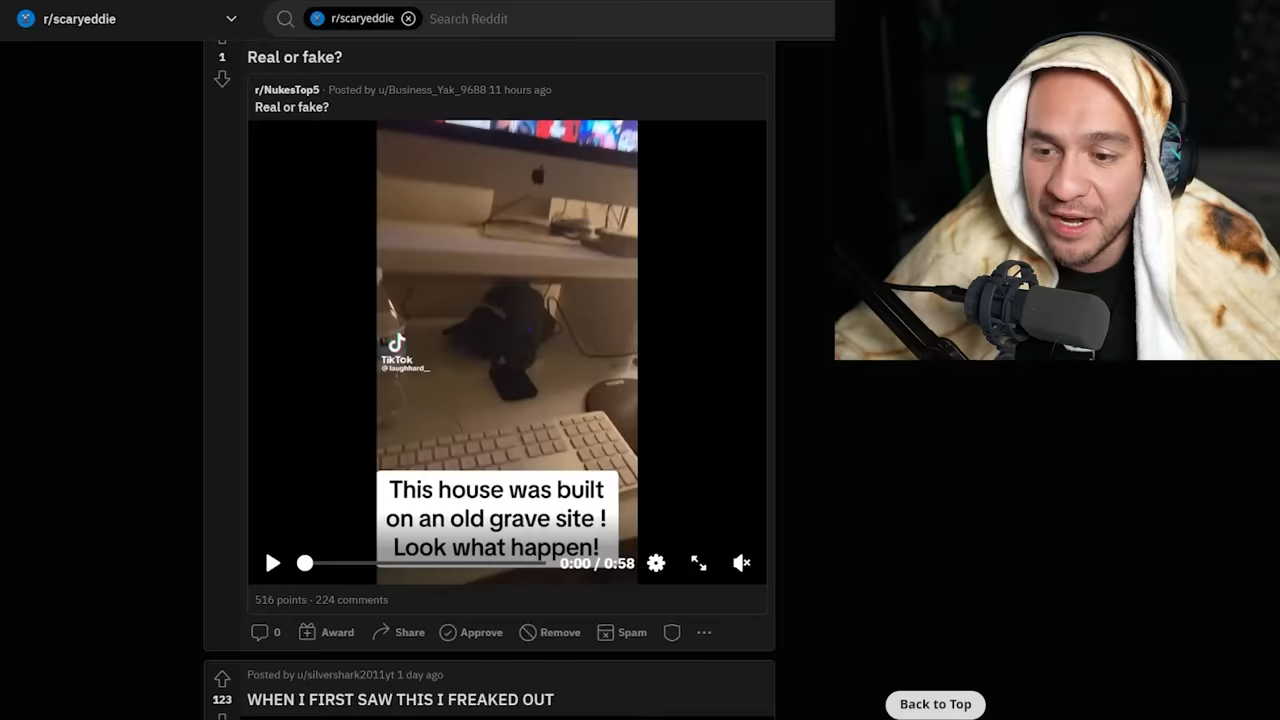 r/scaryeddie
r/scaryeddie
Search Reddit
1
Real or fake?
r/NukesTop5 · Posted by u/Business_Yak_9688 11 hours ago
Real or fake?
TikTok
@laughhard__
This house was built
on an old grave site !
Look what happen!
0:00 / 0:58
516 points · 224 comments
0
Award
Share
Approve
Remove
Spam
Posted by u/silvershark2011yt 1 day ago
123
WHEN I FIRST SAW THIS I FREAKED OUT
Back to Top